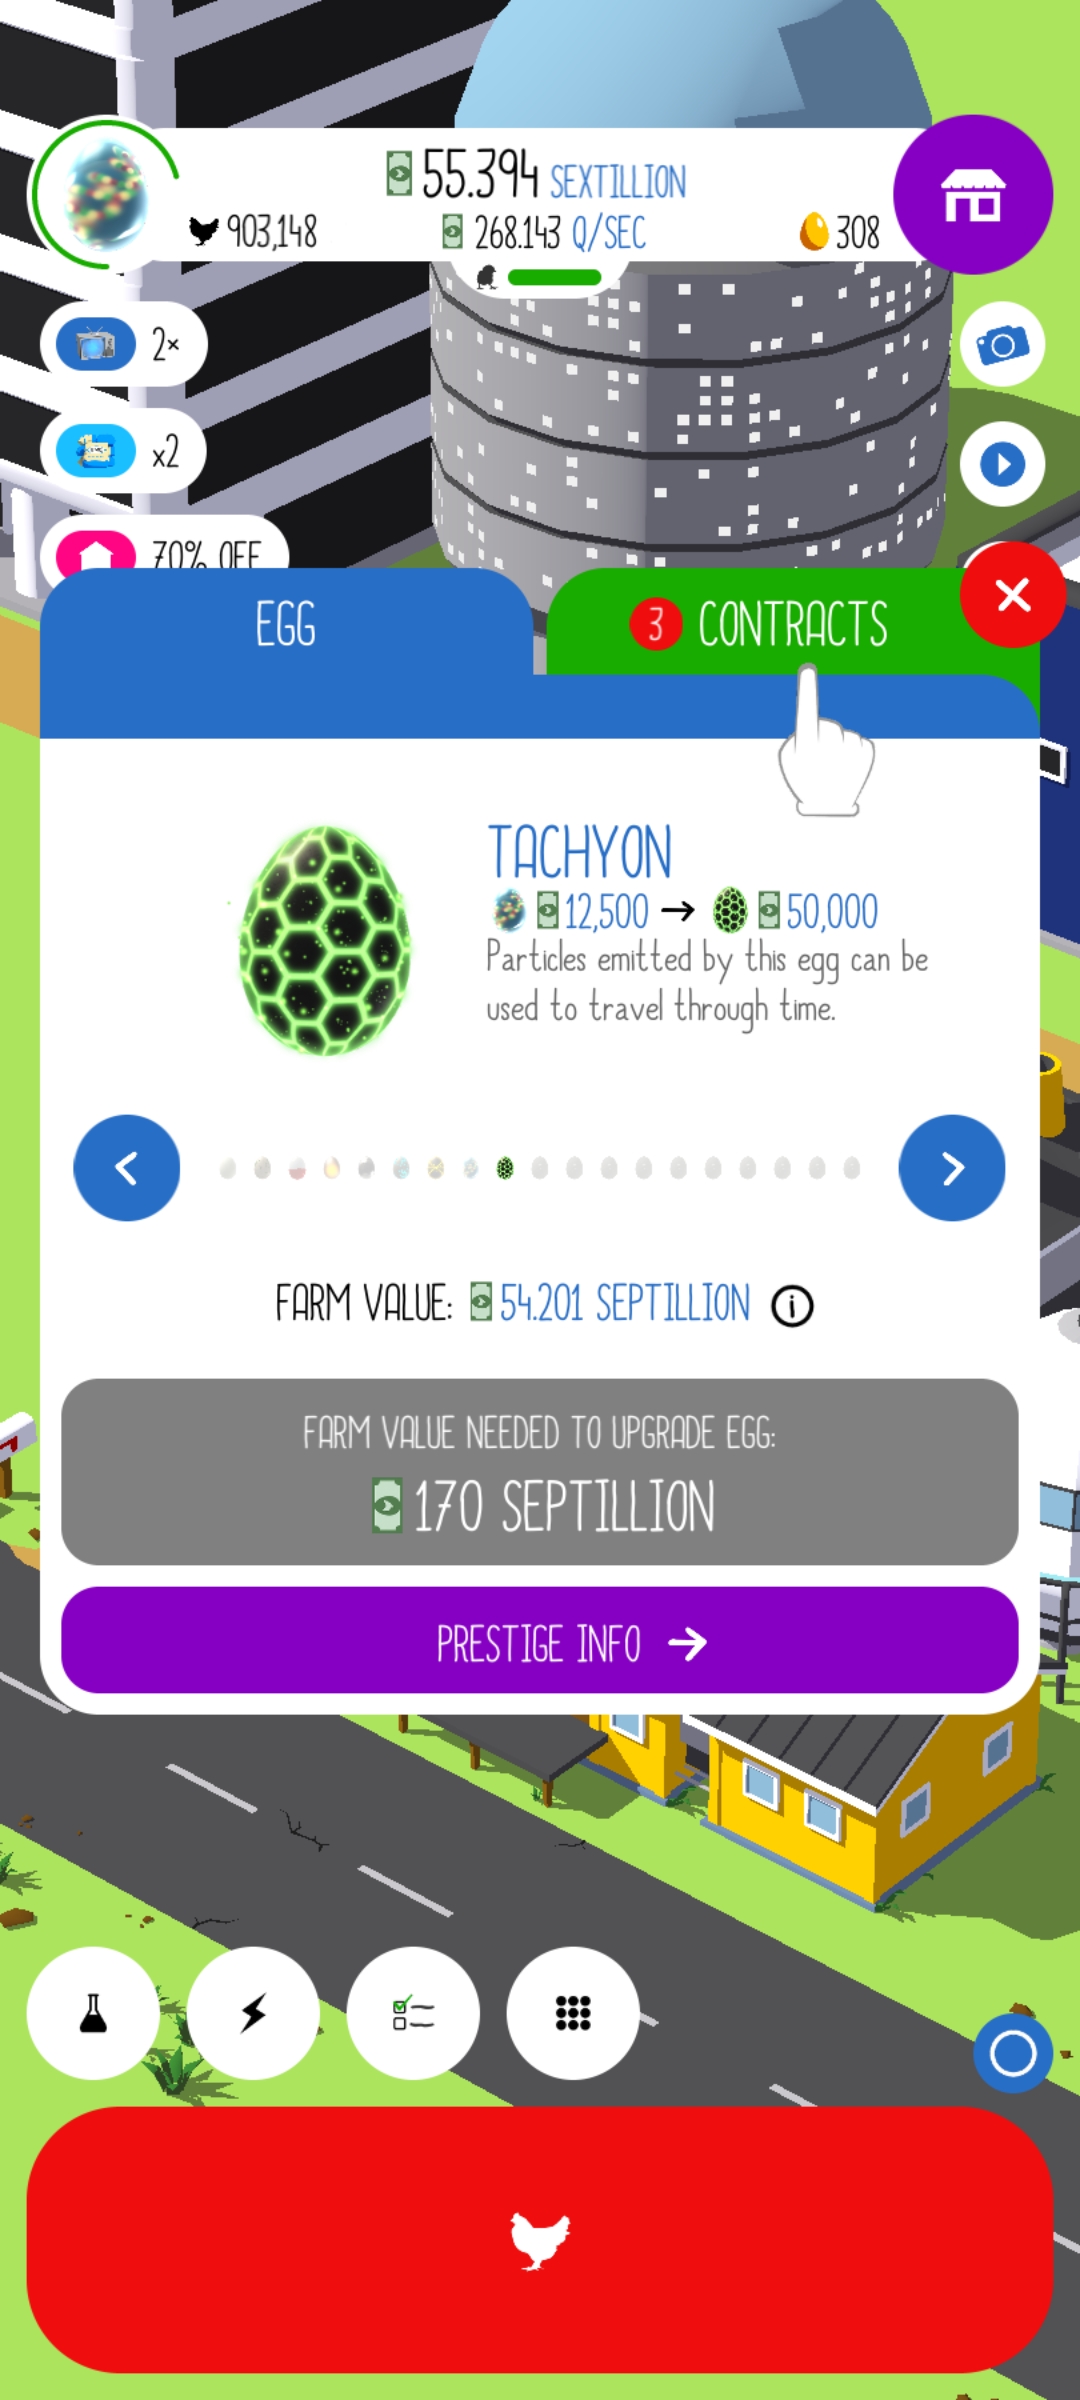 55.394 SEXTILLION
903,148
268.143 Q/SEC
308
2×
x2
70% OFF
EGG
3 CONTRACTS
TACHYON
12,500 → 50,000
Particles emitted by this egg can be
used to travel through time.
FARM VALUE: 54.201 SEPTILLION
FARM VALUE NEEDED TO UPGRADE EGG:
170 SEPTILLION
PRESTIGE INFO →